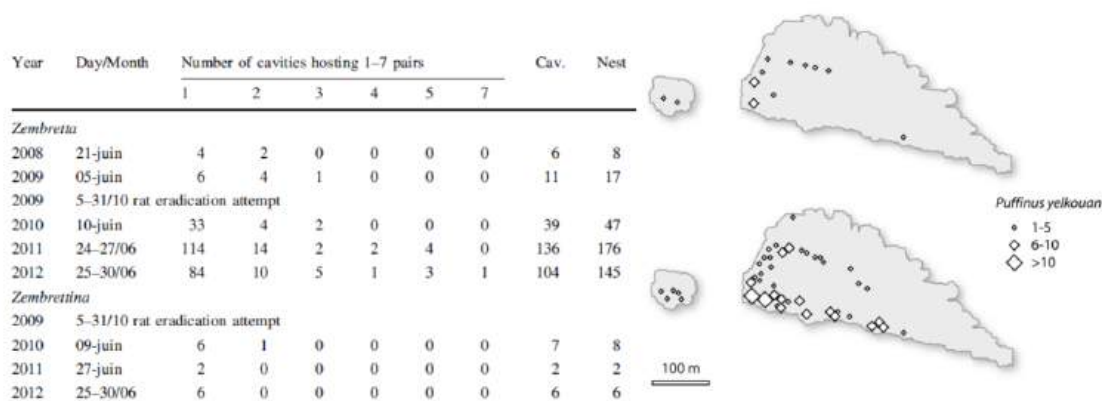 Year Day/Month Number of cavities hosting 1–7 pairs Cav. Nest
1 2 3 4 5 7
Zembretta
2008 21-juin 4 2 0 0 0 0 6 8
2009 05-juin 6 4 1 0 0 0 11 17
2009 5–31/10 rat eradication attempt
2010 10-juin 33 4 2 0 0 0 39 47
2011 24–27/06 114 14 2 2 4 0 136 176
2012 25–30/06 84 10 5 1 3 1 104 145
Zembrettina
2009 5–31/10 rat eradication attempt
2010 09-juin 6 1 0 0 0 0 7 8
2011 27-juin 2 0 0 0 0 0 2 2
2012 25–30/06 6 0 0 0 0 0 6 6
Puffinus yelkouan
1-5
6-10
>10
100 m